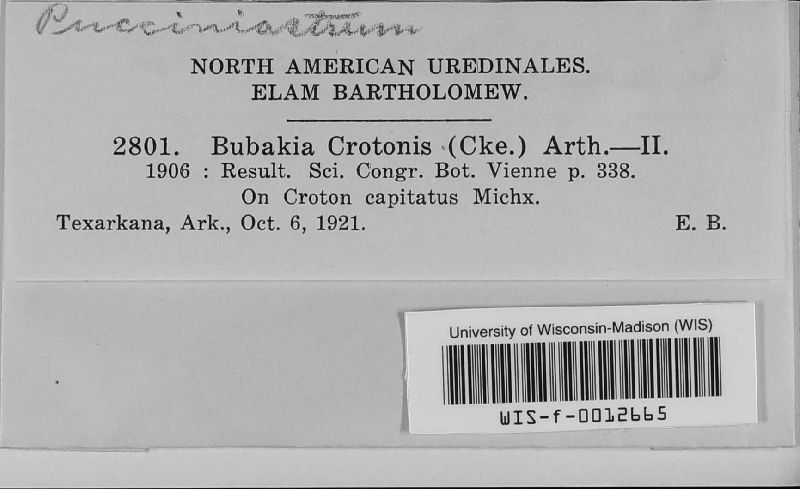 Pucciniastrum
NORTH AMERICAN UREDINALES.
ELAM BARTHOLOMEW.
2801. Bubakia Crotonis (Cke.) Arth.—II.
1906 : Result. Sci. Congr. Bot. Vienne p. 338.
On Croton capitatus Michx.
Texarkana, Ark., Oct. 6, 1921. E. B.
University of Wisconsin-Madison (WIS)
WIS-f-0012665